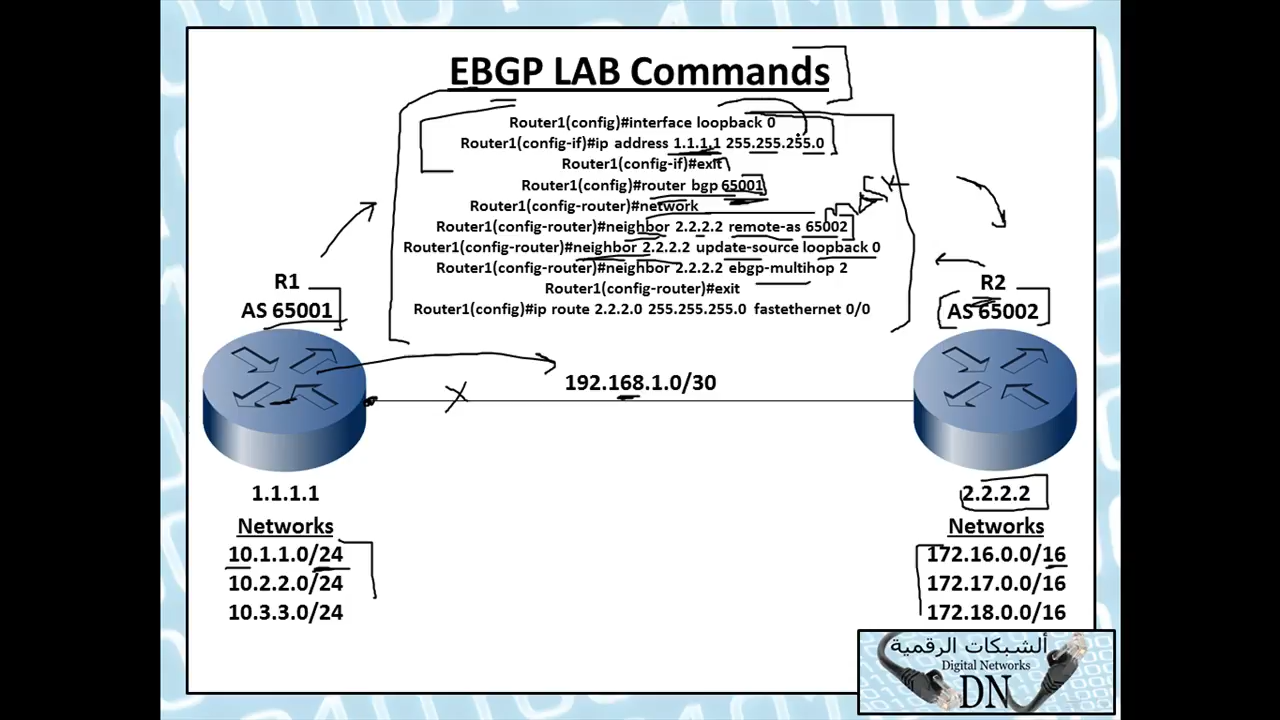 EBGP LAB Commands
Router1(config)#interface loopback 0
Router1(config-if)#ip address 1.1.1.1 255.255.255.0
Router1(config-if)#exit
Router1(config)#router bgp 65001
Router1(config-router)#network
Router1(config-router)#neighbor 2.2.2.2 remote-as 65002
Router1(config-router)#neighbor 2.2.2.2 update-source loopback 0
Router1(config-router)#neighbor 2.2.2.2 ebgp-multihop 2
Router1(config-router)#exit
Router1(config)#ip route 2.2.2.0 255.255.255.0 fastethernet 0/0
R1
AS 65001
R2
AS 65002
192.168.1.0/30
1.1.1.1
Networks
10.1.1.0/24
10.2.2.0/24
10.3.3.0/24
2.2.2.2
Networks
172.16.0.0/16
172.17.0.0/16
172.18.0.0/16
ألشبكات الرقمية
Digital Networks
DN